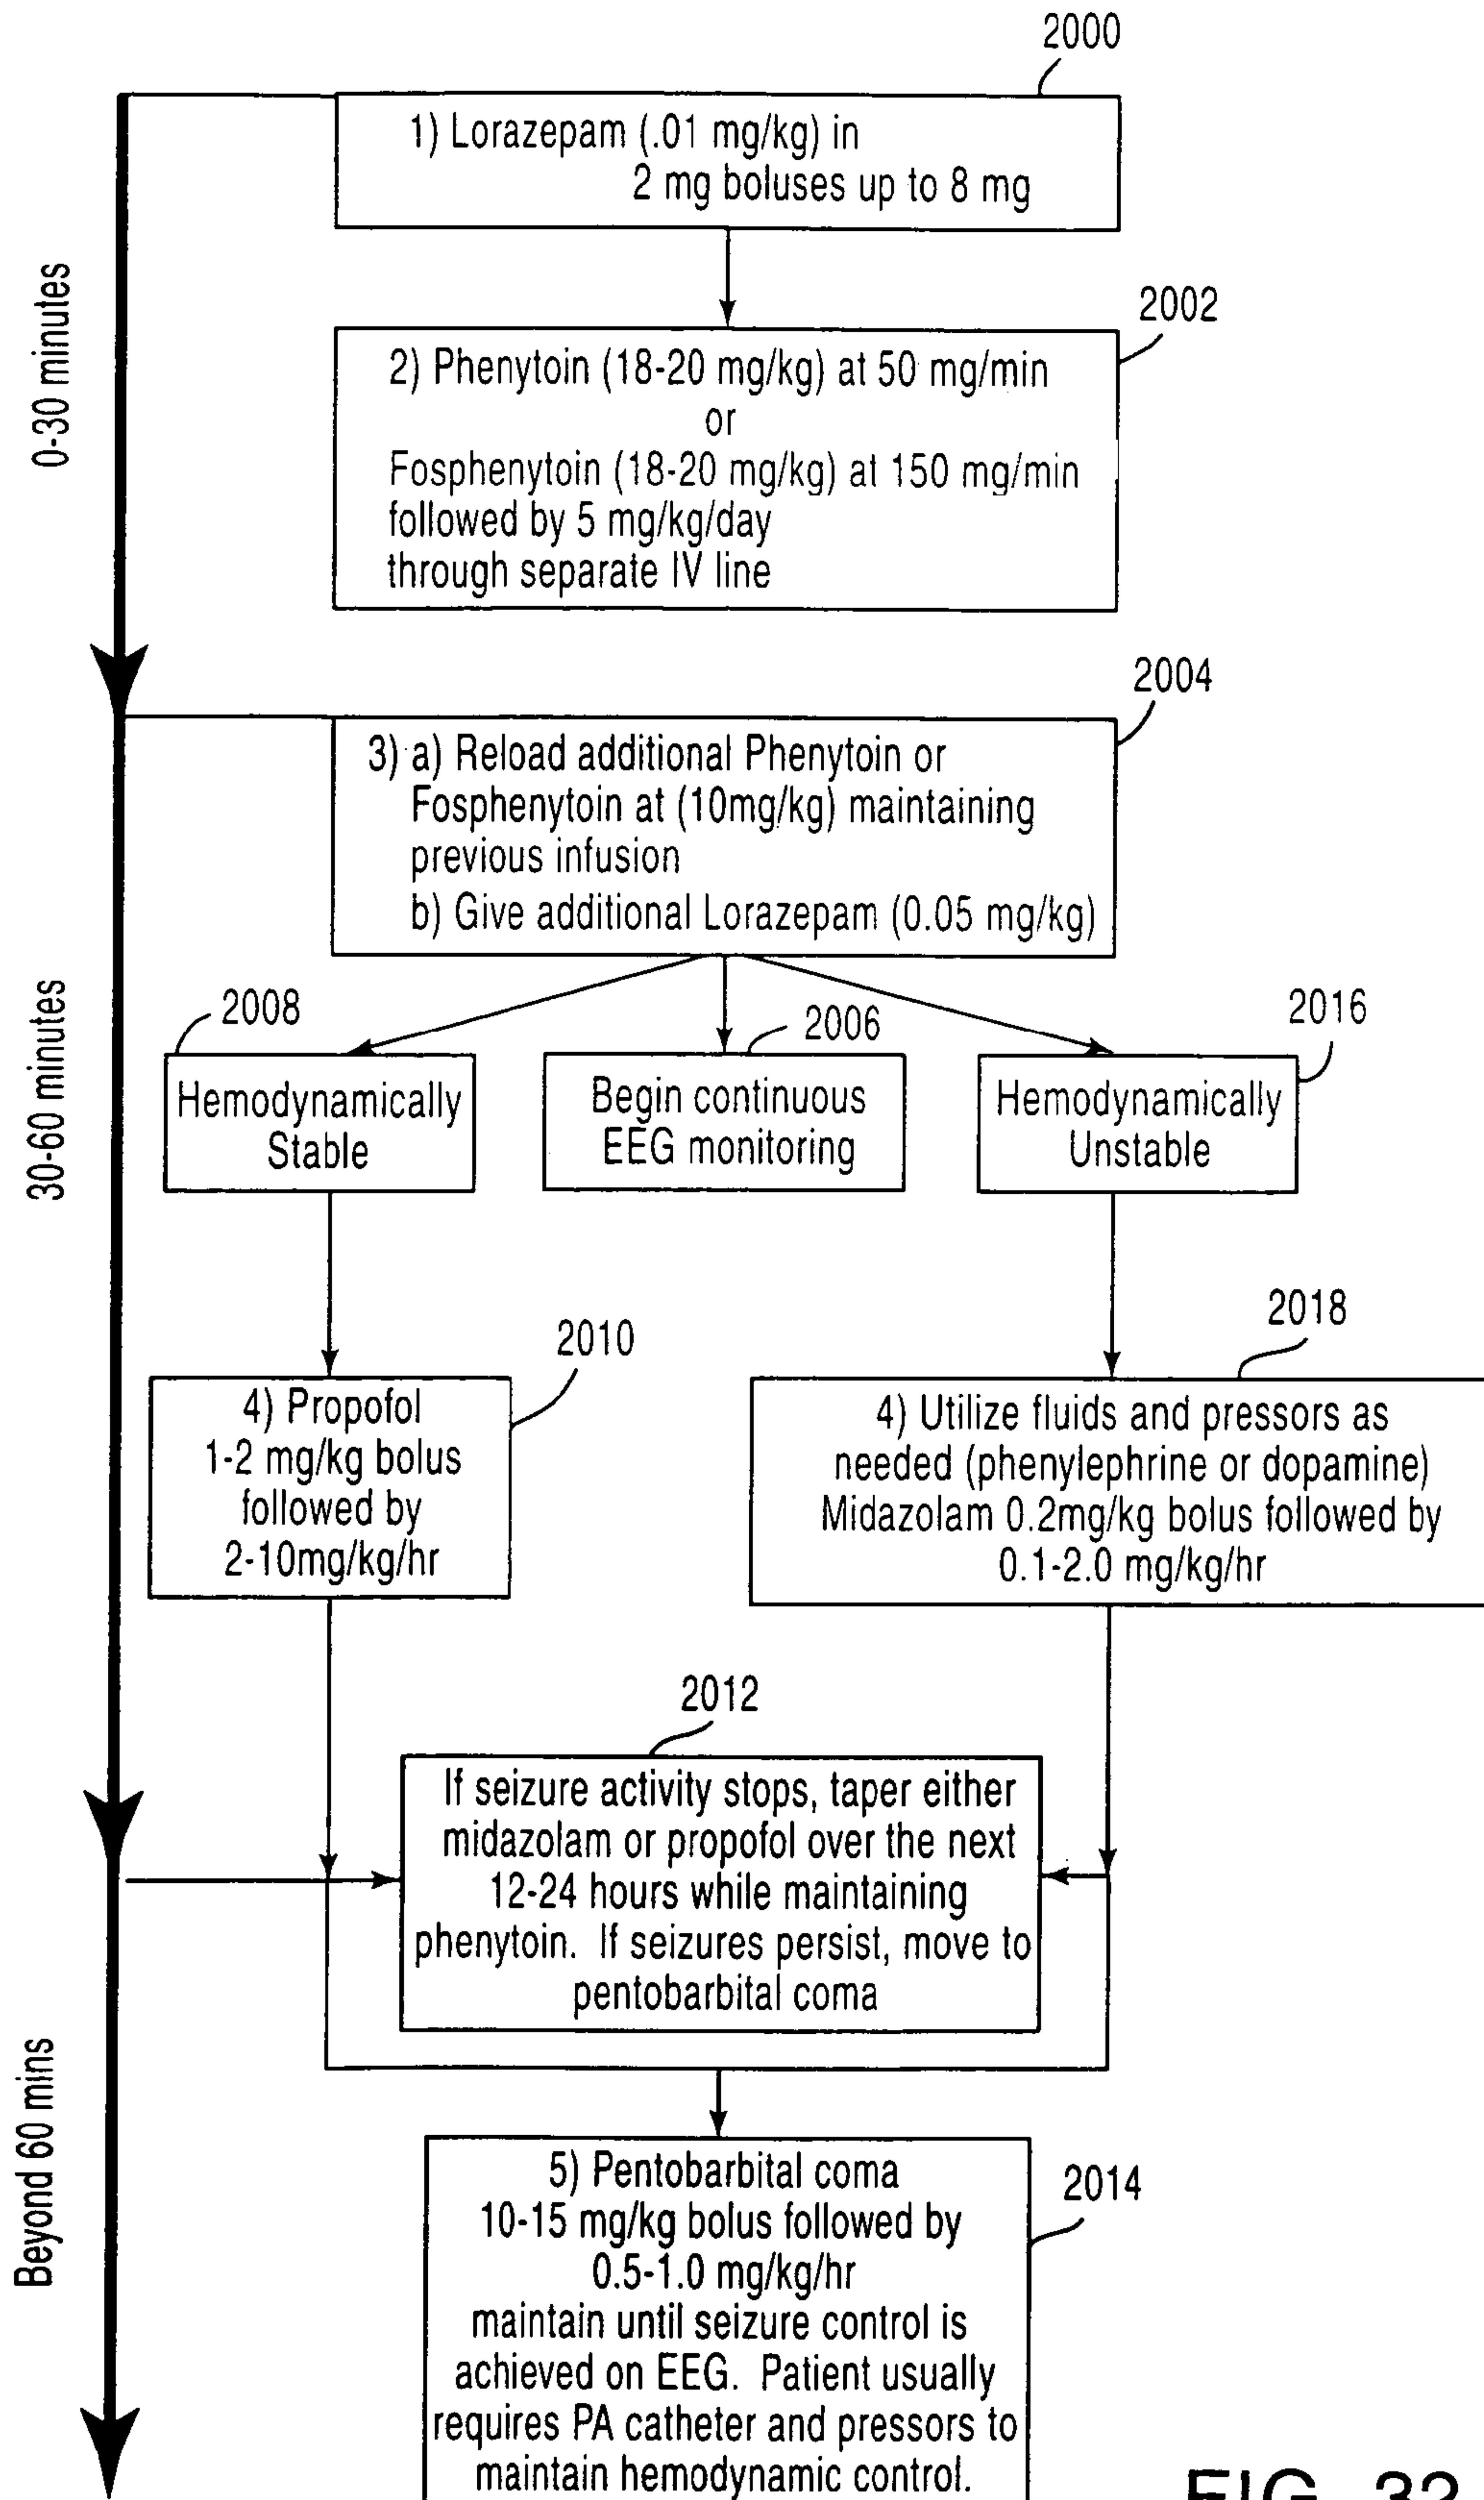 2000
1) Lorazepam (.01 mg/kg) in
2 mg boluses up to 8 mg
0-30 minutes
2002
2) Phenytoin (18-20 mg/kg) at 50 mg/min
or
Fosphenytoin (18-20 mg/kg) at 150 mg/min
followed by 5 mg/kg/day
through separate IV line
2004
3) a) Reload additional Phenytoin or
Fosphenytoin at (10mg/kg) maintaining
previous infusion
b) Give additional Lorazepam (0.05 mg/kg)
30-60 minutes
2008
Hemodynamically
Stable
2006
Begin continuous
EEG monitoring
2016
Hemodynamically
Unstable
2010
4) Propofol
1-2 mg/kg bolus
followed by
2-10mg/kg/hr
2018
4) Utilize fluids and pressors as
needed (phenylephrine or dopamine)
Midazolam 0.2mg/kg bolus followed by
0.1-2.0 mg/kg/hr
2012
If seizure activity stops, taper either
midazolam or propofol over the next
12-24 hours while maintaining
phenytoin. If seizures persist, move to
pentobarbital coma
Beyond 60 mins
2014
5) Pentobarbital coma
10-15 mg/kg bolus followed by
0.5-1.0 mg/kg/hr
maintain until seizure control is
achieved on EEG. Patient usually
requires PA catheter and pressors to
maintain hemodynamic control.
FIG. 32